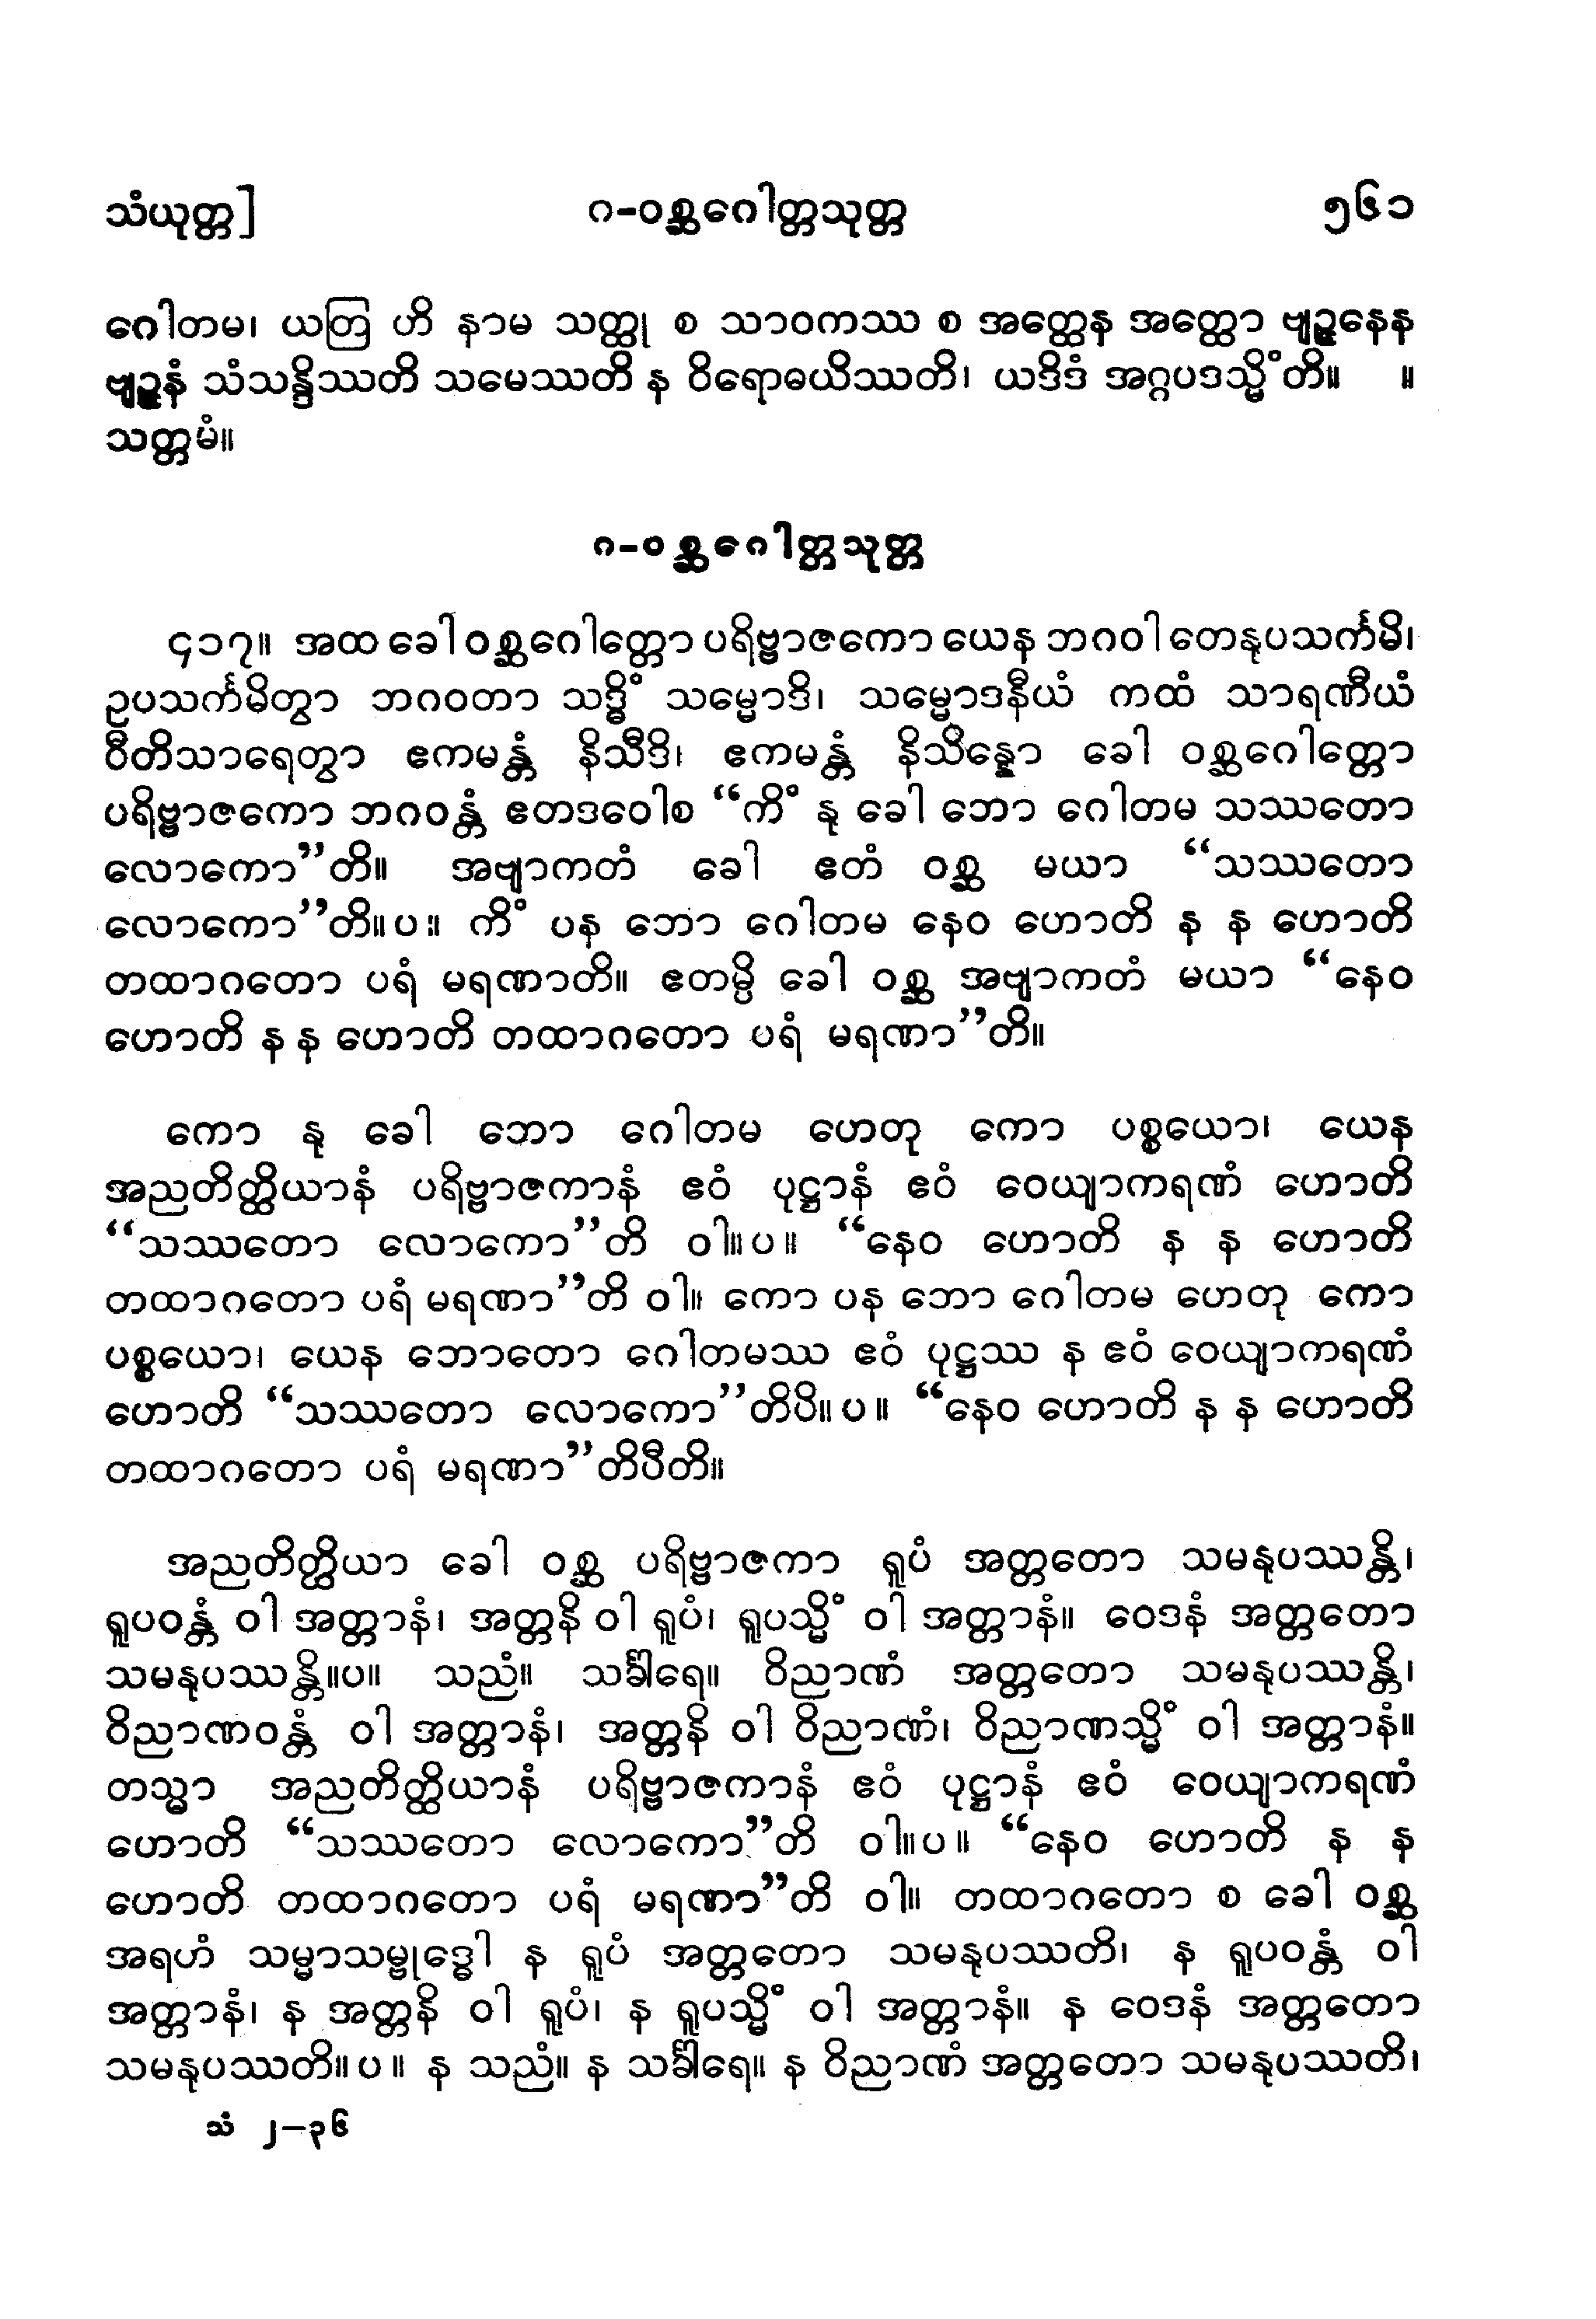 သံယုတ္တ] ဂ-ဝစ္ဆဂေါတ္တသုတ္တ ၅၆၁
ဂေါတမ၊ ယတြ ဟိ နာမ သတ္ထု စ သာဝကဿ စ အတ္ထေန အတ္ထော ဗျဉ္ဇနေန
ဗျဉ္ဇနံ သံသန္ဒိဿတိ သမေဿတိ န ဝိရောဓယိဿတိ၊ ယဒိဒံ အဂ္ဂပဒသ္မိံတိ။ ။
သတ္တမံ။
ဂ-ဝစ္ဆဂေါတ္တသုတ္တ
၄၁၇။ အထ ခေါ ဝစ္ဆဂေါတ္တော ပရိဗ္ဗာဇကော ယေန ဘဂဝါ တေနုပသင်္ကမိ၊
ဥပသင်္ကမိတွာ ဘဂဝတာ သဒ္ဓိံ သမ္မောဒိ၊ သမ္မောဒနီယံ ကထံ သာရဏီယံ
ဝီတိသာရေတွာ ဧကမန္တံ နိသီဒိ၊ ဧကမန္တံ နိသိန္နော ခေါ ဝစ္ဆဂေါတ္တော
ပရိဗ္ဗာဇကော ဘဂဝန္တံ ဧတဒဝေါစ “ကိံ နု ခေါ ဘော ဂေါတမ သဿတော
လောကော”တိ။ အဗျာကတံ ခေါ ဧတံ ဝစ္ဆ မယာ “သဿတော
လောကော”တိ။ပ။ ကိံ ပန ဘော ဂေါတမ နေဝ ဟောတိ န န ဟောတိ
တထာဂတော ပရံ မရဏာတိ။ ဧတမ္ပိ ခေါ ဝစ္ဆ အဗျာကတံ မယာ “နေဝ
ဟောတိ န န ဟောတိ တထာဂတော ပရံ မရဏာ”တိ။
ကော နု ခေါ ဘော ဂေါတမ ဟေတု ကော ပစ္စယော၊ ယေန
အညတိတ္ထိယာနံ ပရိဗ္ဗာဇကာနံ ဧဝံ ပုဋ္ဌာနံ ဧဝံ ဝေယျာကရဏံ ဟောတိ
“သဿတော လောကော”တိ ဝါ။ပ။ “နေဝ ဟောတိ န န ဟောတိ
တထာဂတော ပရံ မရဏာ”တိ ဝါ။ ကော ပန ဘော ဂေါတမ ဟေတု ကော
ပစ္စယော၊ ယေန ဘောတော ဂေါတမဿ ဧဝံ ပုဋ္ဌဿ န ဧဝံ ဝေယျာကရဏံ
ဟောတိ “သဿတော လောကော”တိပိ။ပ။ “နေဝ ဟောတိ န န ဟောတိ
တထာဂတော ပရံ မရဏာ”တိပီတိ။
အညတိတ္ထိယာ ခေါ ဝစ္ဆ ပရိဗ္ဗာဇကာ ရူပံ အတ္တတော သမနုပဿန္တိ၊
ရူပဝန္တံ ဝါ အတ္တာနံ၊ အတ္တနိ ဝါ ရူပံ၊ ရူပသ္မိံ ဝါ အတ္တာနံ။ ဝေဒနံ အတ္တတော
သမနုပဿန္တိ။ပ။ သညံ။ သင်္ခါရေ။ ဝိညာဏံ အတ္တတော သမနုပဿန္တိ၊
ဝိညာဏဝန္တံ ဝါ အတ္တာနံ၊ အတ္တနိ ဝါ ဝိညာဏံ၊ ဝိညာဏသ္မိံ ဝါ အတ္တာနံ။
တသ္မာ အညတိတ္ထိယာနံ ပရိဗ္ဗာဇကာနံ ဧဝံ ပုဋ္ဌာနံ ဧဝံ ဝေယျာကရဏံ
ဟောတိ “သဿတော လောကော”တိ ဝါ။ပ။ “နေဝ ဟောတိ န န
ဟောတိ တထာဂတော ပရံ မရဏာ”တိ ဝါ။ တထာဂတော စ ခေါ ဝစ္ဆ
အရဟံ သမ္မာသမ္ဗုဒ္ဓေါ န ရူပံ အတ္တတော သမနုပဿတိ၊ န ရူပဝန္တံ ဝါ
အတ္တာနံ၊ န အတ္တနိ ဝါ ရူပံ၊ န ရူပသ္မိံ ဝါ အတ္တာနံ။ န ဝေဒနံ အတ္တတော
သမနုပဿတိ။ပ။ န သညံ။ န သင်္ခါရေ။ န ဝိညာဏံ အတ္တတော သမနုပဿတိ၊
သံ ၂–၃၆